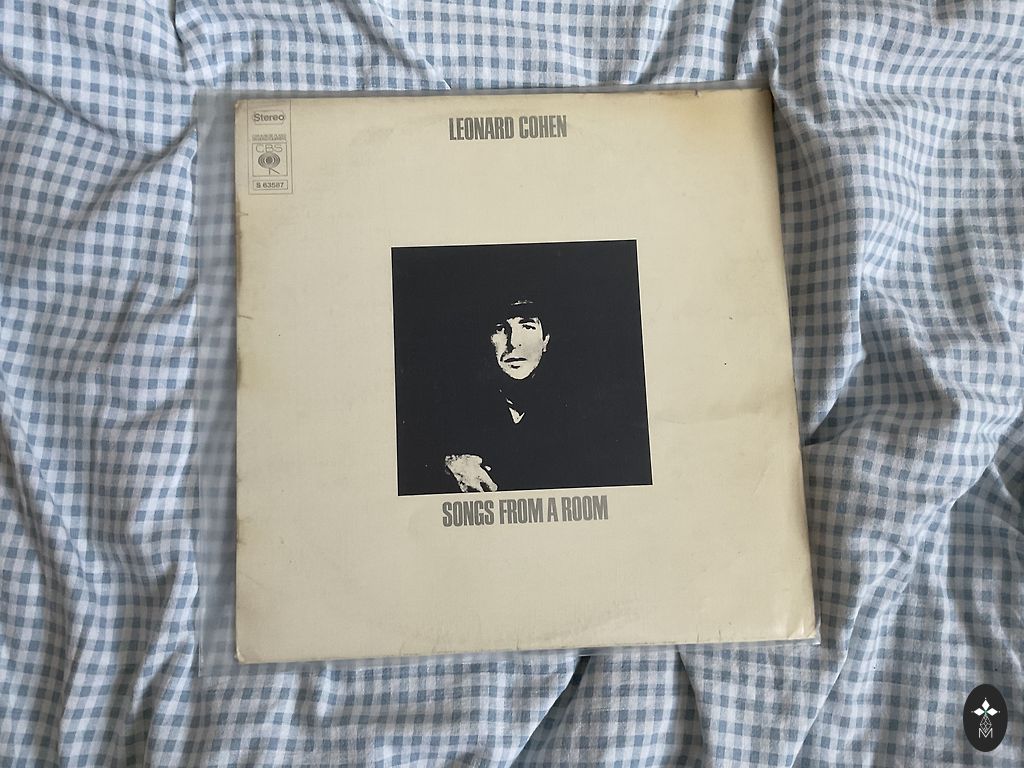 Stereo
CBS
S 63587
LEONARD COHEN
SONGS FROM A ROOM
M